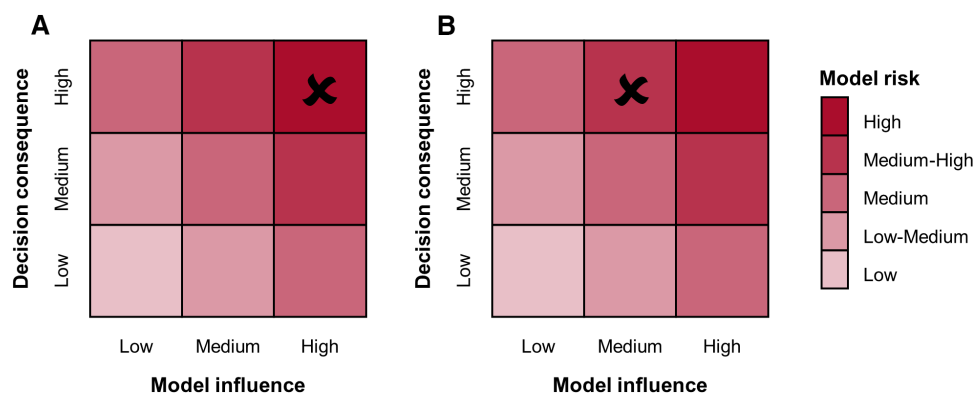 A
B
Decision consequence
High
Medium
Low
Low
Medium
High
Model influence
Decision consequence
High
Medium
Low
Low
Medium
High
Model influence
Model risk
High
Medium-High
Medium
Low-Medium
Low